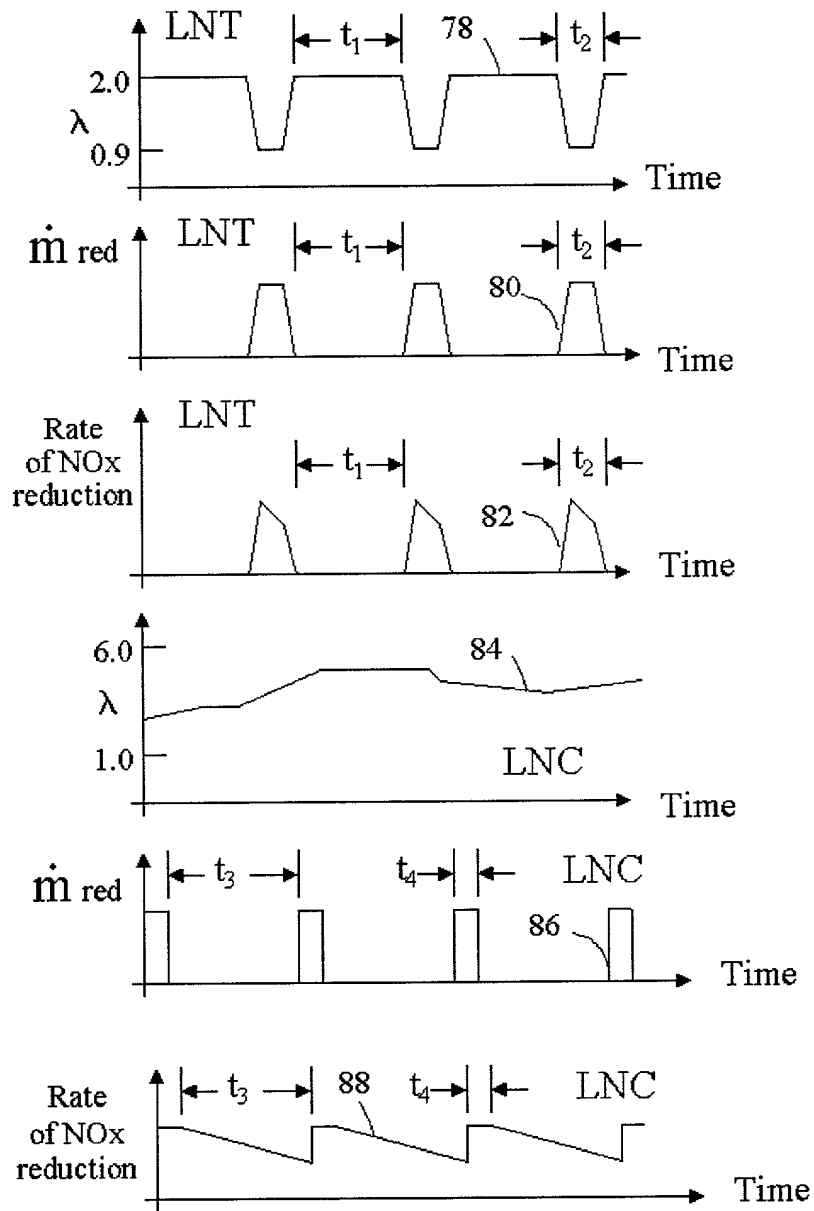 LNT
t1
78
t2
2.0
λ
0.9
Time
ṁ red
LNT
t1
t2
80
Time
LNT
Rate
of NOx
reduction
t1
t2
82
Time
6.0
84
λ
1.0
LNC
Time
ṁ red
t3
t4
LNC
86
Time
Rate
of NOx
reduction
t3
88
t4
LNC
Time